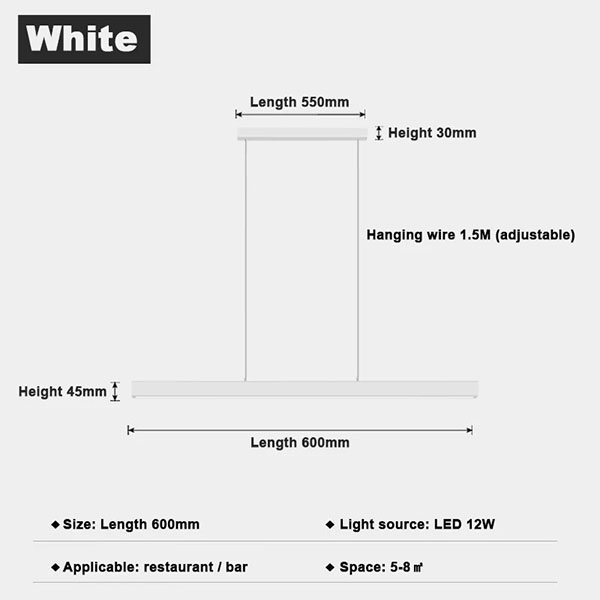 White
Length 550mm
Height 30mm
Hanging wire 1.5M (adjustable)
Height 45mm
Length 600mm
◆Size: Length 600mm
◆Light source: LED 12W
◆Applicable: restaurant / bar
◆Space: 5-8㎡